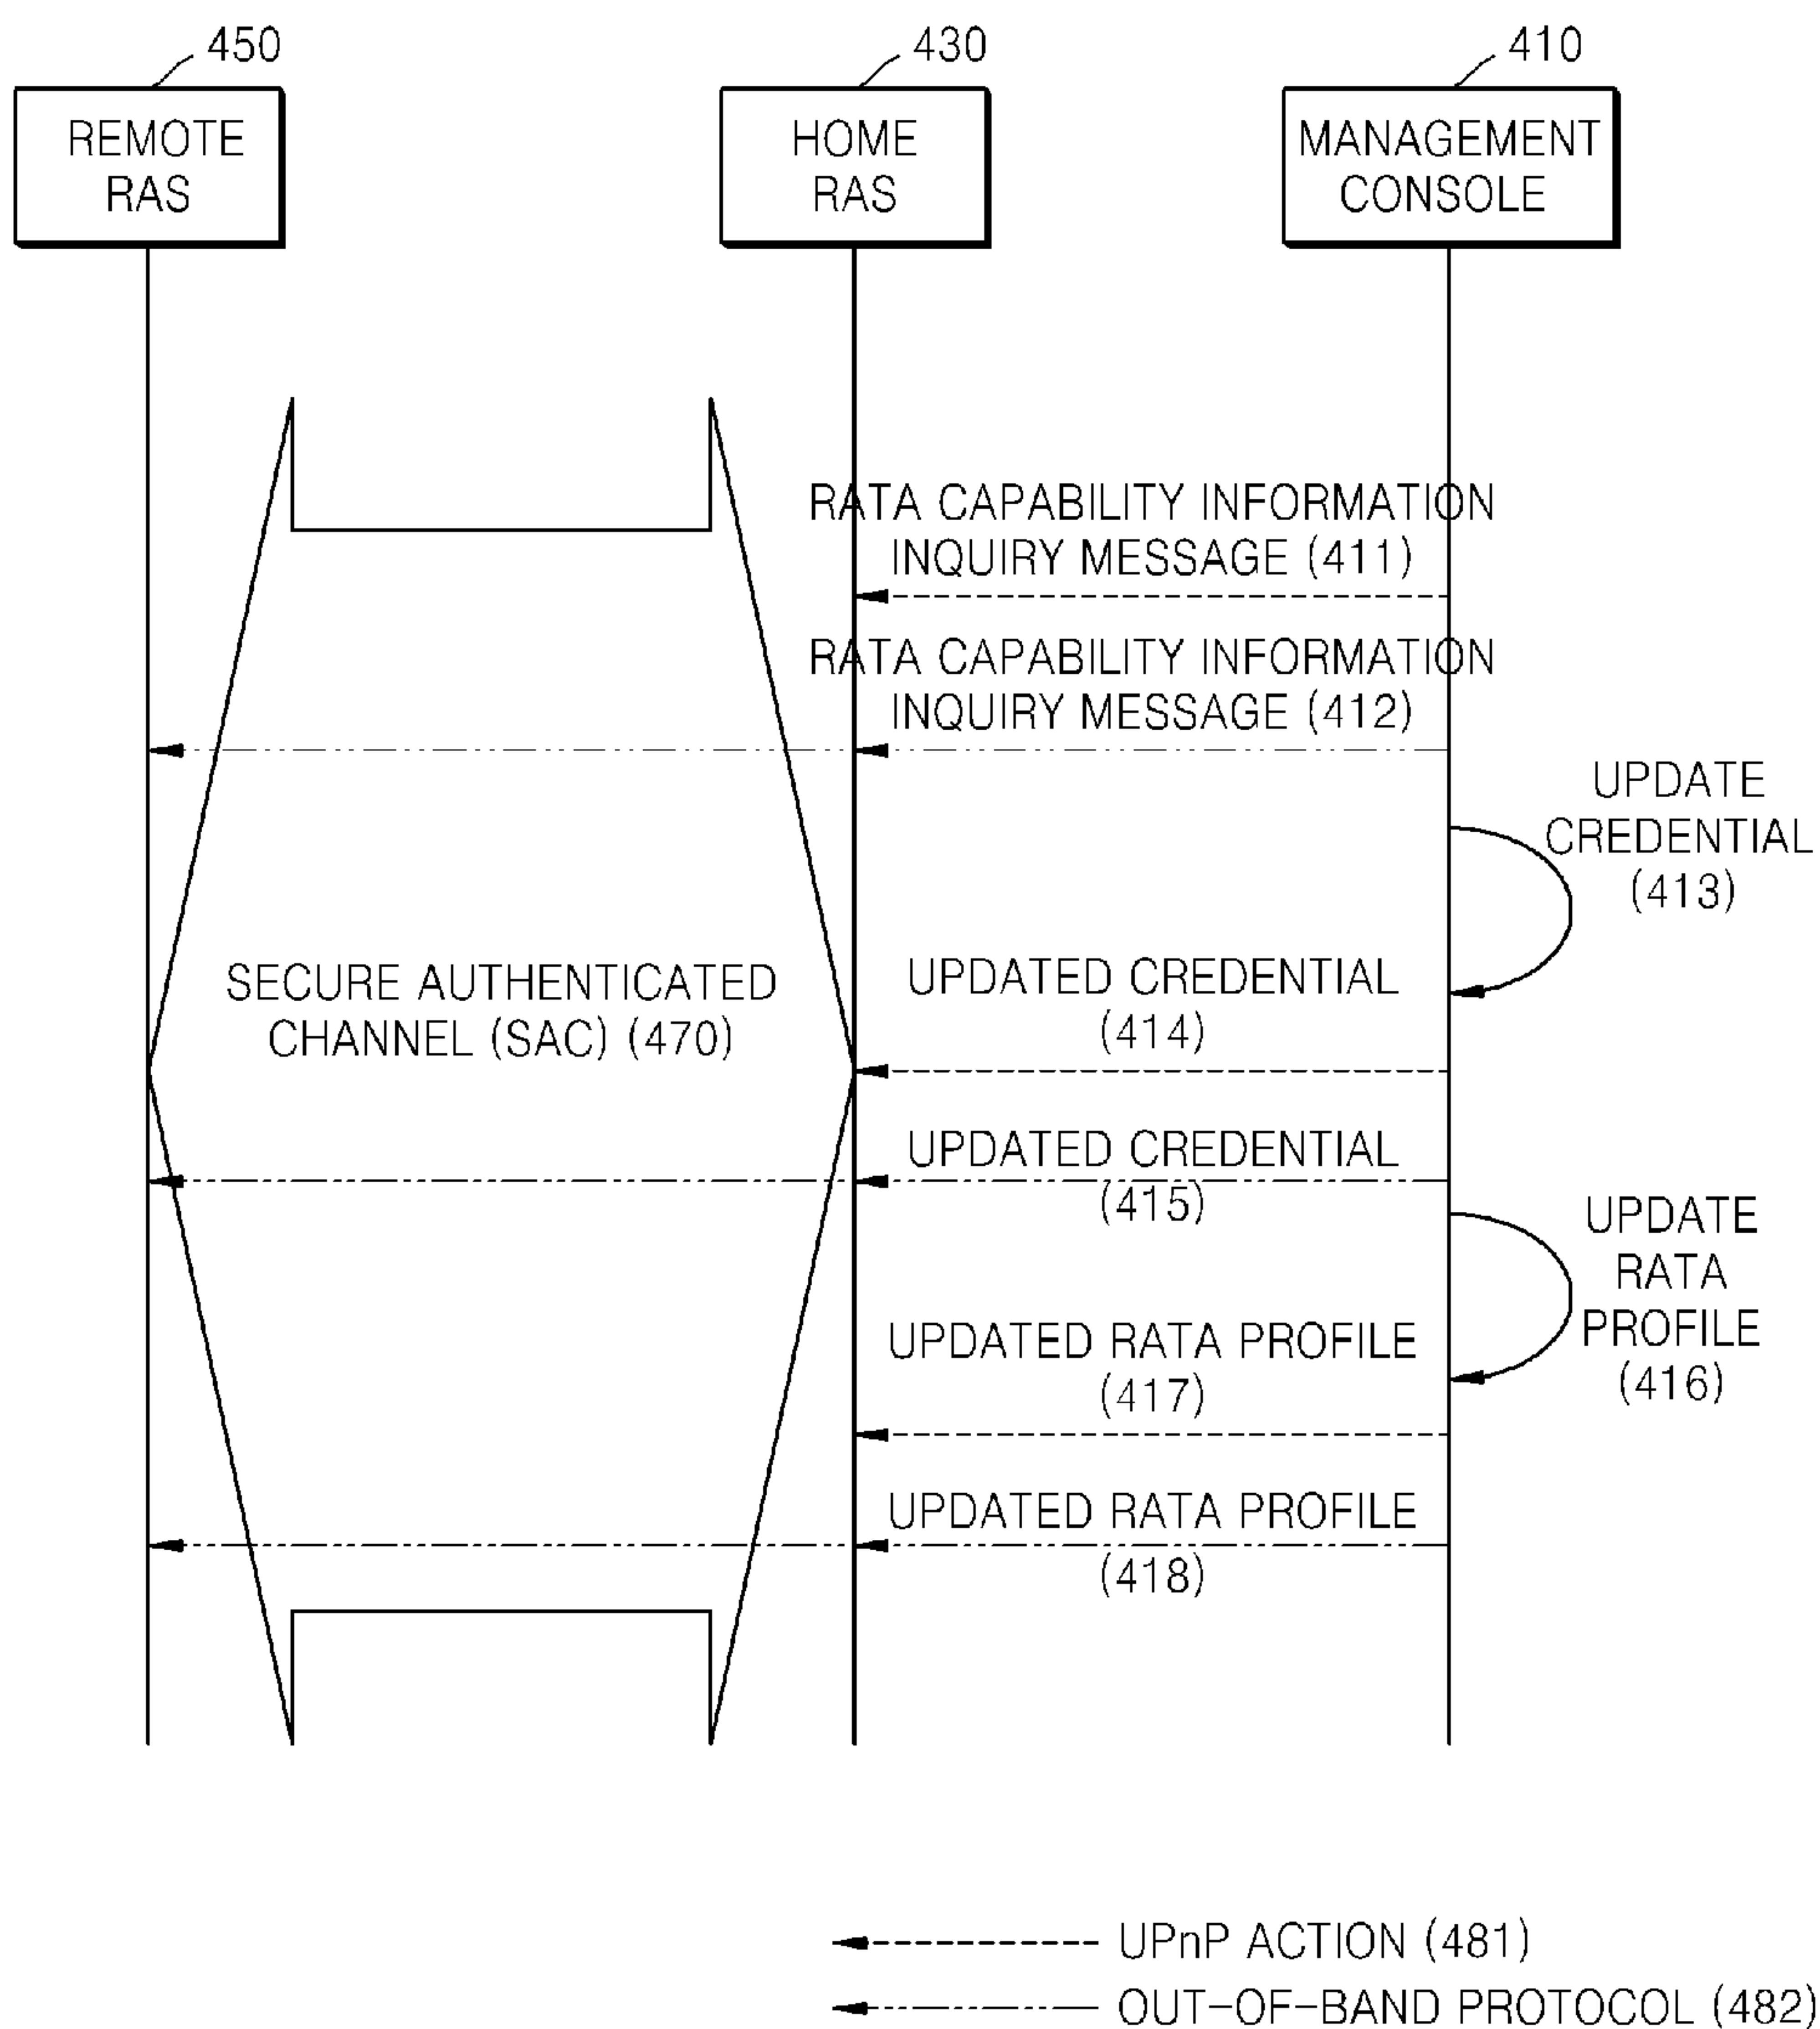 450
430
410
REMOTE
RAS
HOME
RAS
MANAGEMENT
CONSOLE
RATA CAPABILITY INFORMATION
INQUIRY MESSAGE (411)
RATA CAPABILITY INFORMATION
INQUIRY MESSAGE (412)
UPDATE
CREDENTIAL
(413)
SECURE AUTHENTICATED
CHANNEL (SAC) (470)
UPDATED CREDENTIAL
(414)
UPDATED CREDENTIAL
(415)
UPDATE
RATA
PROFILE
(416)
UPDATED RATA PROFILE
(417)
UPDATED RATA PROFILE
(418)
UPnP ACTION (481)
OUT-OF-BAND PROTOCOL (482)